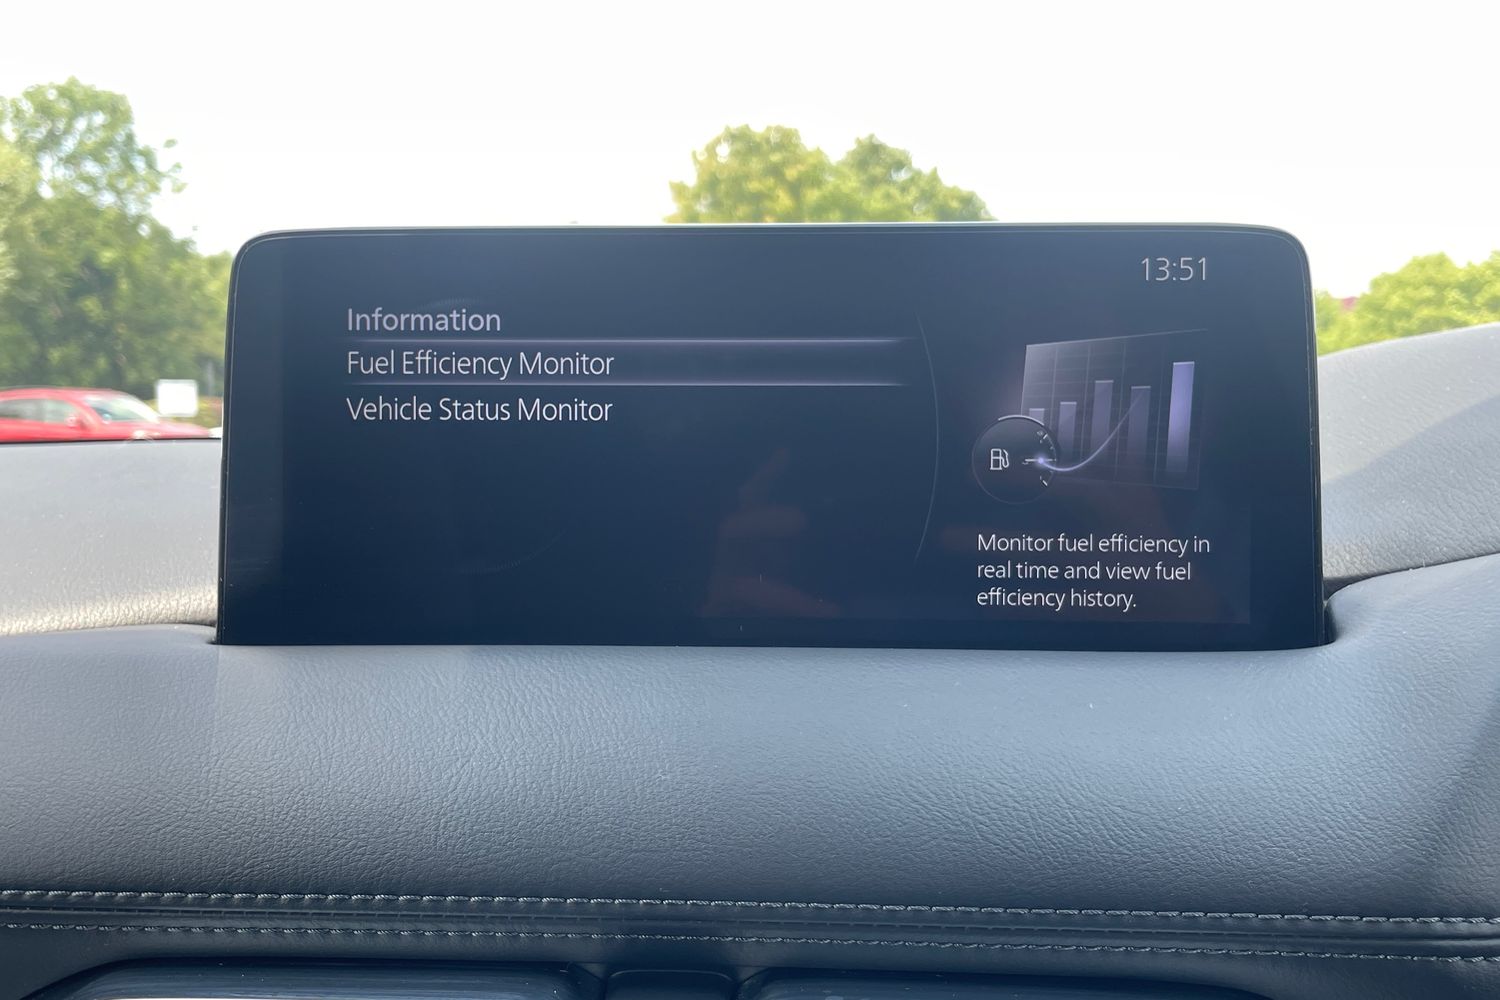 13:51
Information
Fuel Efficiency Monitor
Vehicle Status Monitor
Monitor fuel efficiency in
real time and view fuel
efficiency history.